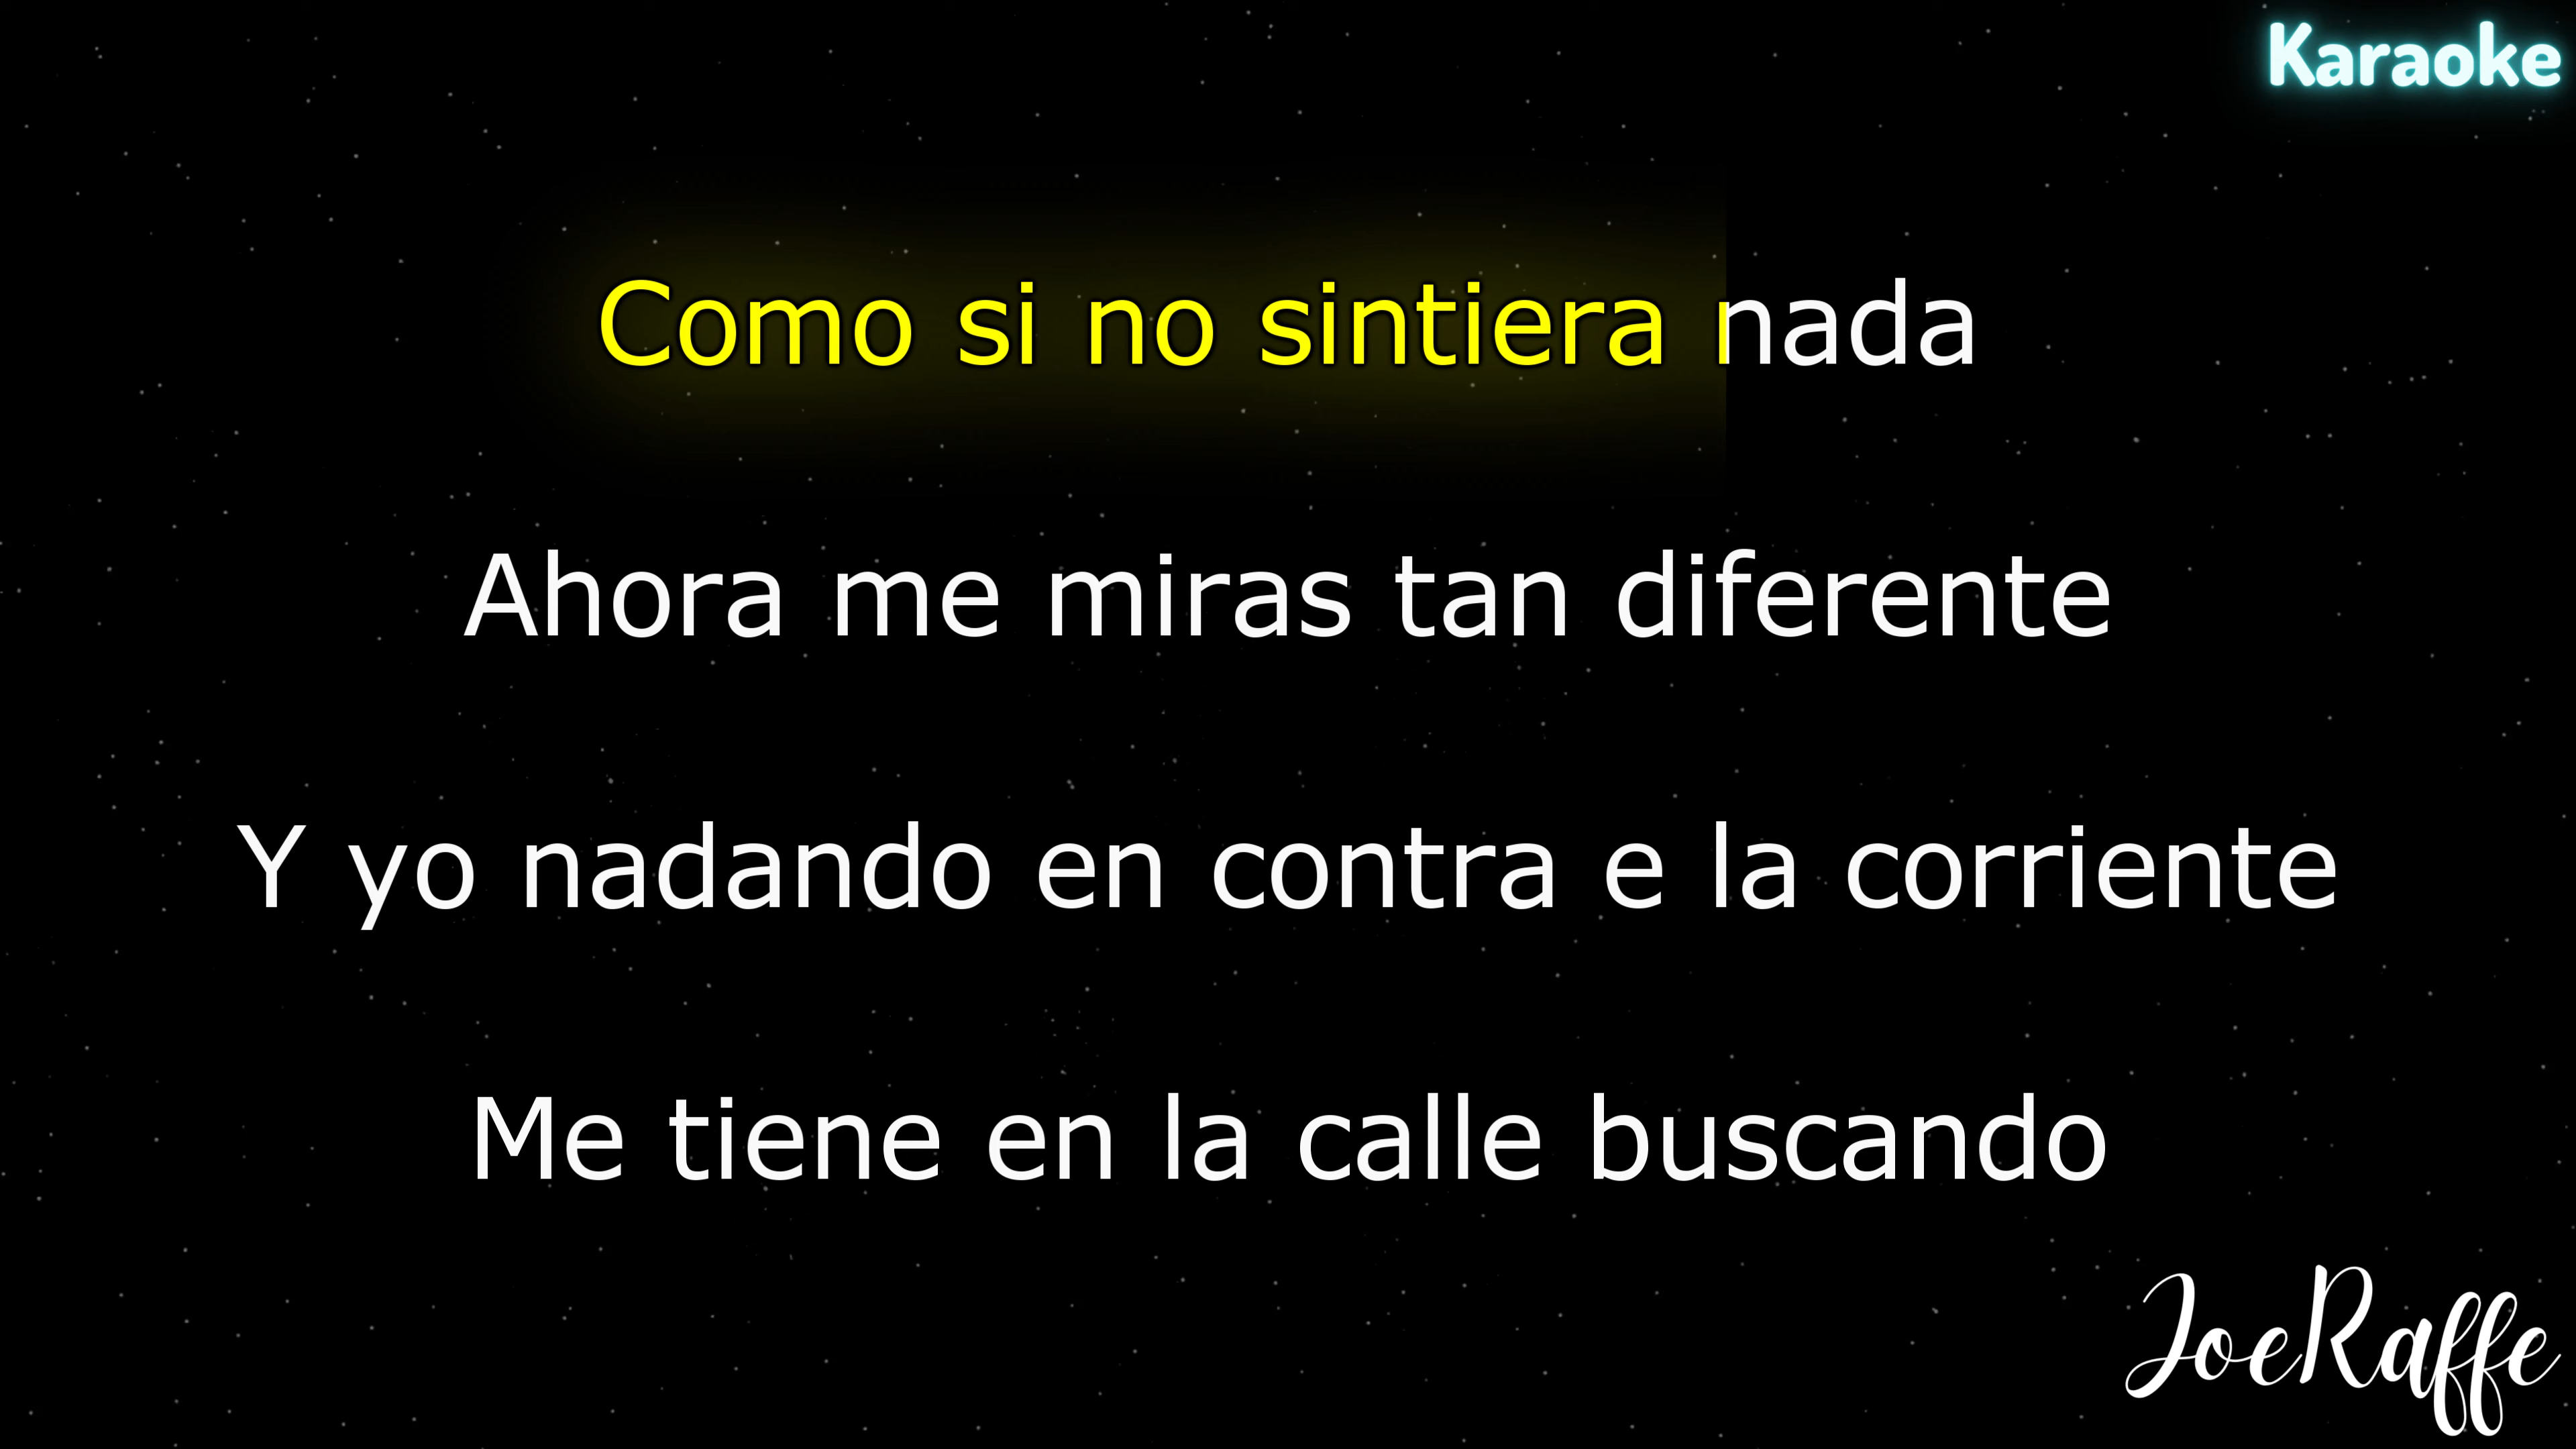 Karaoke
Como si no sintiera nada
Ahora me miras tan diferente
Y yo nadando en contra e la corriente
Me tiene en la calle buscando
JoeRaffe